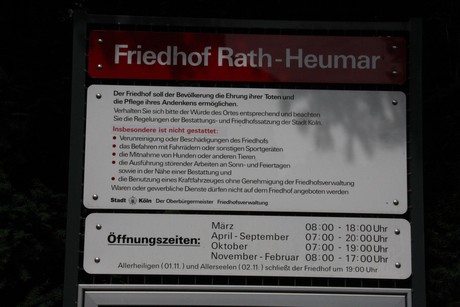 Friedhof Rath-Heumar
Der Friedhof soll der Bevölkerung die Ehrung ihrer Toten und
die Pflege ihres Andenkens ermöglichen.
Verhalten Sie sich bitte der Würde des Ortes entsprechend und beachten
Sie die Regelungen der Bestattungs- und Friedhofssatzung der Stadt Köln.
Insbesondere ist nicht gestattet:
• Verunreinigung oder Beschädigungen des Friedhofs
• das Befahren mit Fahrrädern oder sonstigen Sportgeräten
• die Mitnahme von Hunden oder anderen Tieren
• die Ausführung störender Arbeiten an Sonn- und Feiertagen
sowie in der Nähe einer Bestattung und
• die Benutzung eines Kraftfahrzeuges ohne Genehmigung der Friedhofsverwaltung
Waren oder gewerbliche Dienste dürfen nicht auf dem Friedhof angeboten werden
Stadt Köln Der Oberbürgermeister Friedhofsverwaltung
Öffnungszeiten:
März 08:00 - 18:00 Uhr
April - September 07:00 - 20:00 Uhr
Oktober 07:00 - 19:00 Uhr
November - Februar 08:00 - 17:00 Uhr
Allerheiligen (01.11.) und Allerseelen (02.11.) schließt der Friedhof um 19:00 Uhr